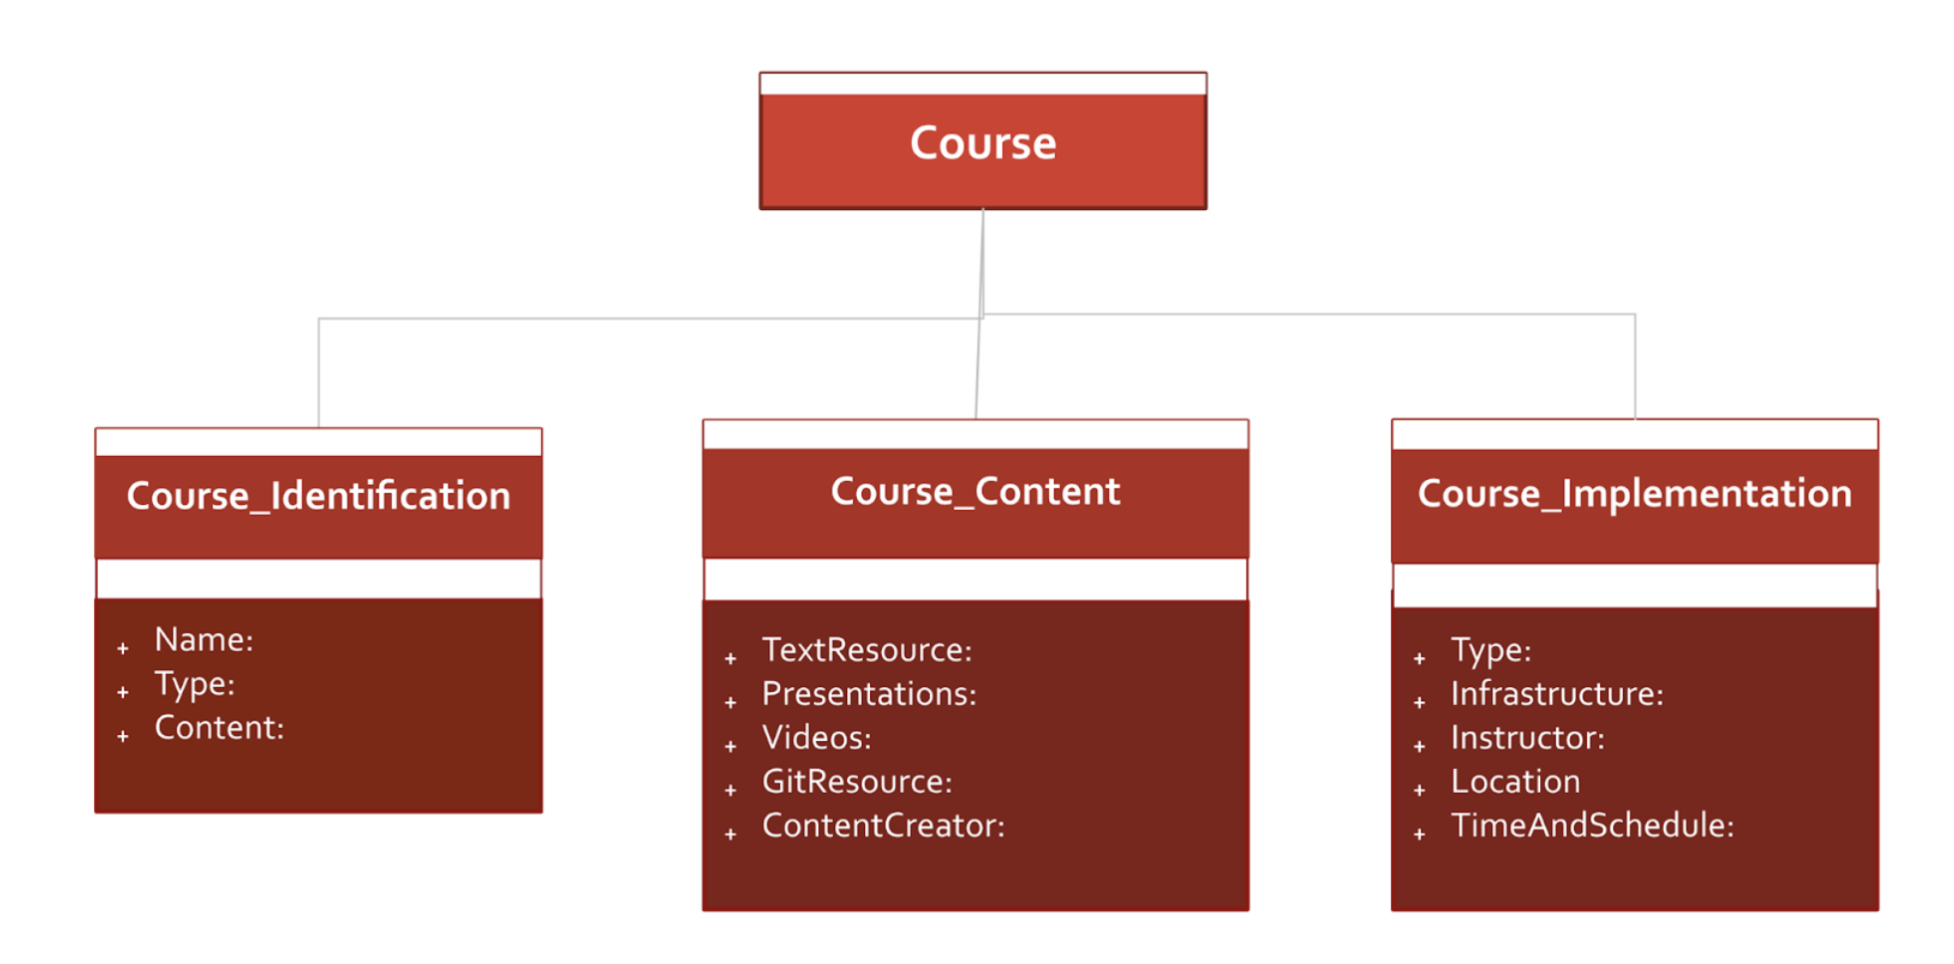 Course
Course_Identification
+ Name:
+ Type:
+ Content:
Course_Content
+ TextResource:
+ Presentations:
+ Videos:
+ GitResource:
+ ContentCreator:
Course_Implementation
+ Type:
+ Infrastructure:
+ Instructor:
+ Location
+ TimeAndSchedule: